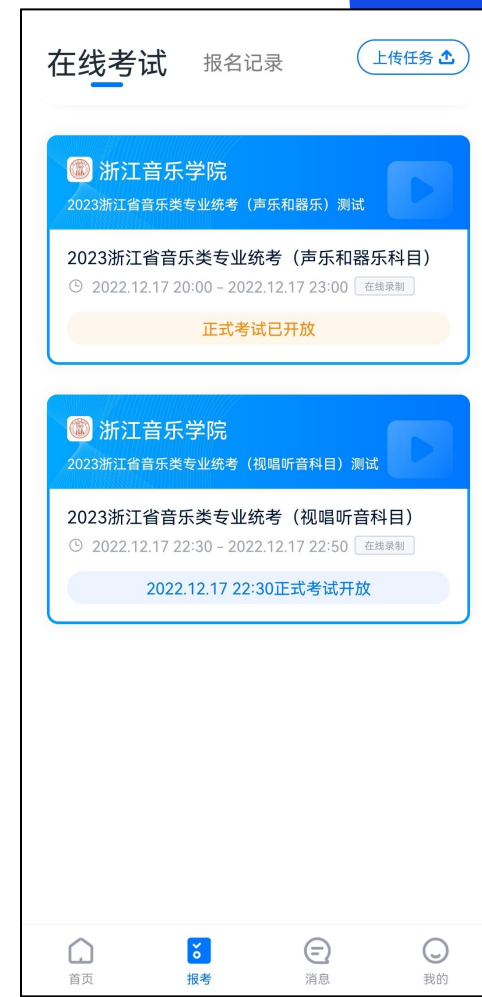 在线考试 报名记录 上传任务
浙江音乐学院
2023浙江省音乐类专业统考（声乐和器乐）测试
2023浙江省音乐类专业统考（声乐和器乐科目）
2022.12.17 20:00 - 2022.12.17 23:00 在线录制
正式考试已开放
浙江音乐学院
2023浙江省音乐类专业统考（视唱听音科目）测试
2023浙江省音乐类专业统考（视唱听音科目）
2022.12.17 22:30 - 2022.12.17 22:50 在线录制
2022.12.17 22:30正式考试开放
首页 报考 消息 我的